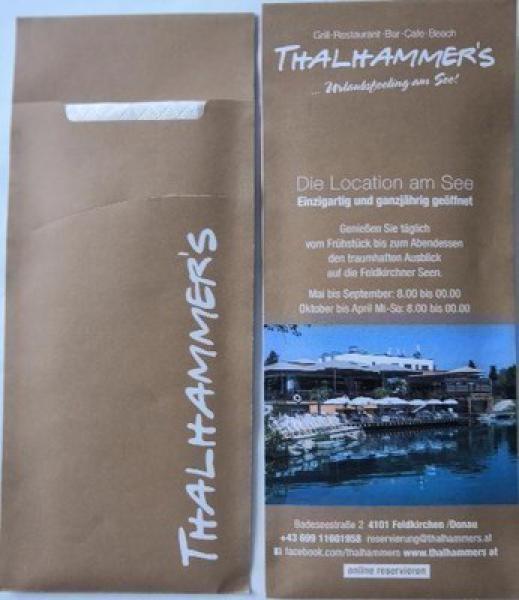 THALHAMMER'S
Grill-Restaurant-Bar-Cafe-Beach
THALHAMMER'S
... Urlaubsfeeling am See!
Die Location am See
Einzigartig und ganzjährig geöffnet
Genießen Sie täglich
vom Frühstück bis zum Abendessen
den traumhaften Ausblick
auf die Feldkirchner Seen.
Mai bis September: 8.00 bis 00.00
Oktober bis April Mi-So: 8.00 bis 00.00
Badeseestraße 2 4101 Feldkirchen /Donau
+43 699 11601958 reservierung@thalhammers.at
facebook.com/thalhammers www.thalhammers.at
online reservieren